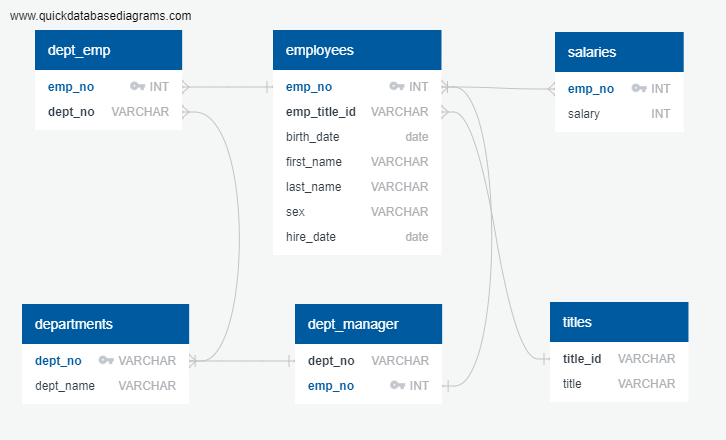 www.quickdatabasediagrams.com
dept_emp
emp_no INT
dept_no VARCHAR
employees
emp_no INT
emp_title_id VARCHAR
birth_date date
first_name VARCHAR
last_name VARCHAR
sex VARCHAR
hire_date date
salaries
emp_no INT
salary INT
departments
dept_no VARCHAR
dept_name VARCHAR
dept_manager
dept_no VARCHAR
emp_no INT
titles
title_id VARCHAR
title VARCHAR